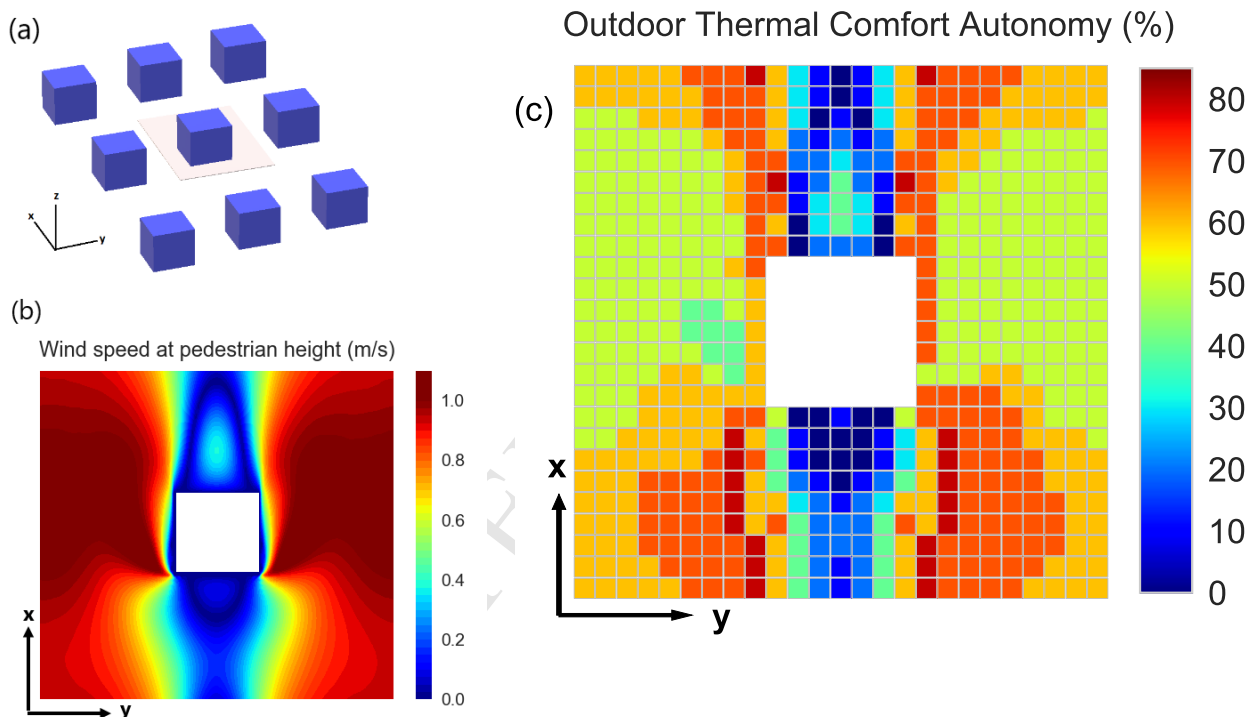 (a)
z
x
y
(b)
Wind speed at pedestrian height (m/s)
1.0
0.8
0.6
0.4
0.2
0.0
x
y
Outdoor Thermal Comfort Autonomy (%)
(c)
80
70
60
50
40
30
20
10
0
x
y